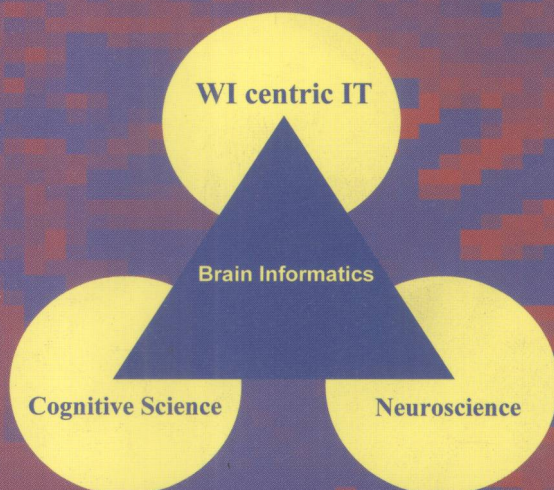 WI centric IT
Brain Informatics
Cognitive Science
Neuroscience